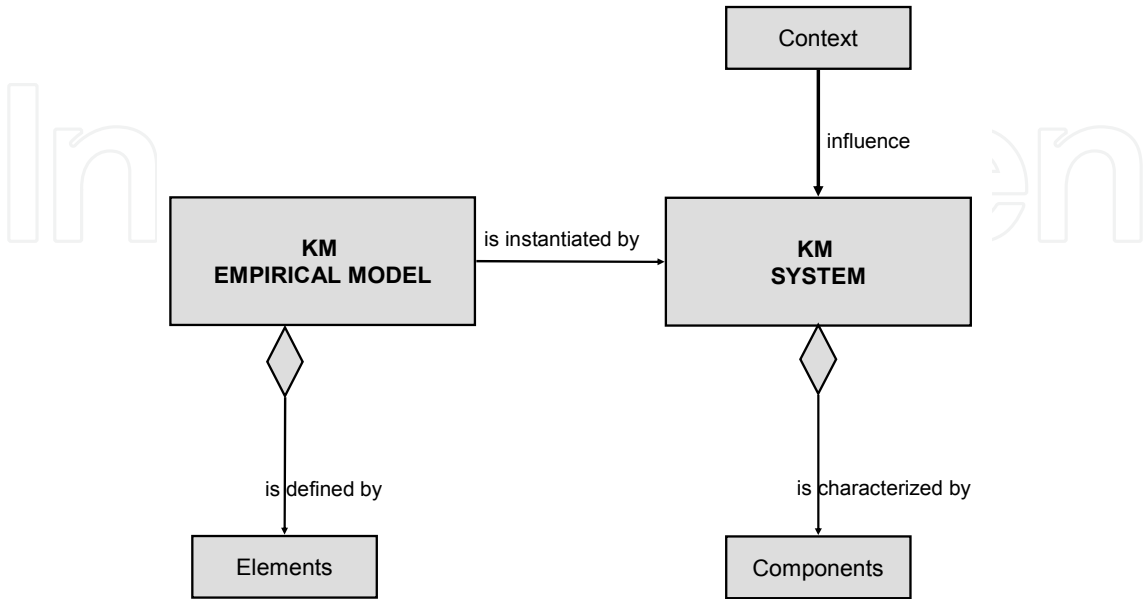 Context
influence
KM
EMPIRICAL MODEL
is instantiated by
KM
SYSTEM
is defined by
is characterized by
Elements
Components